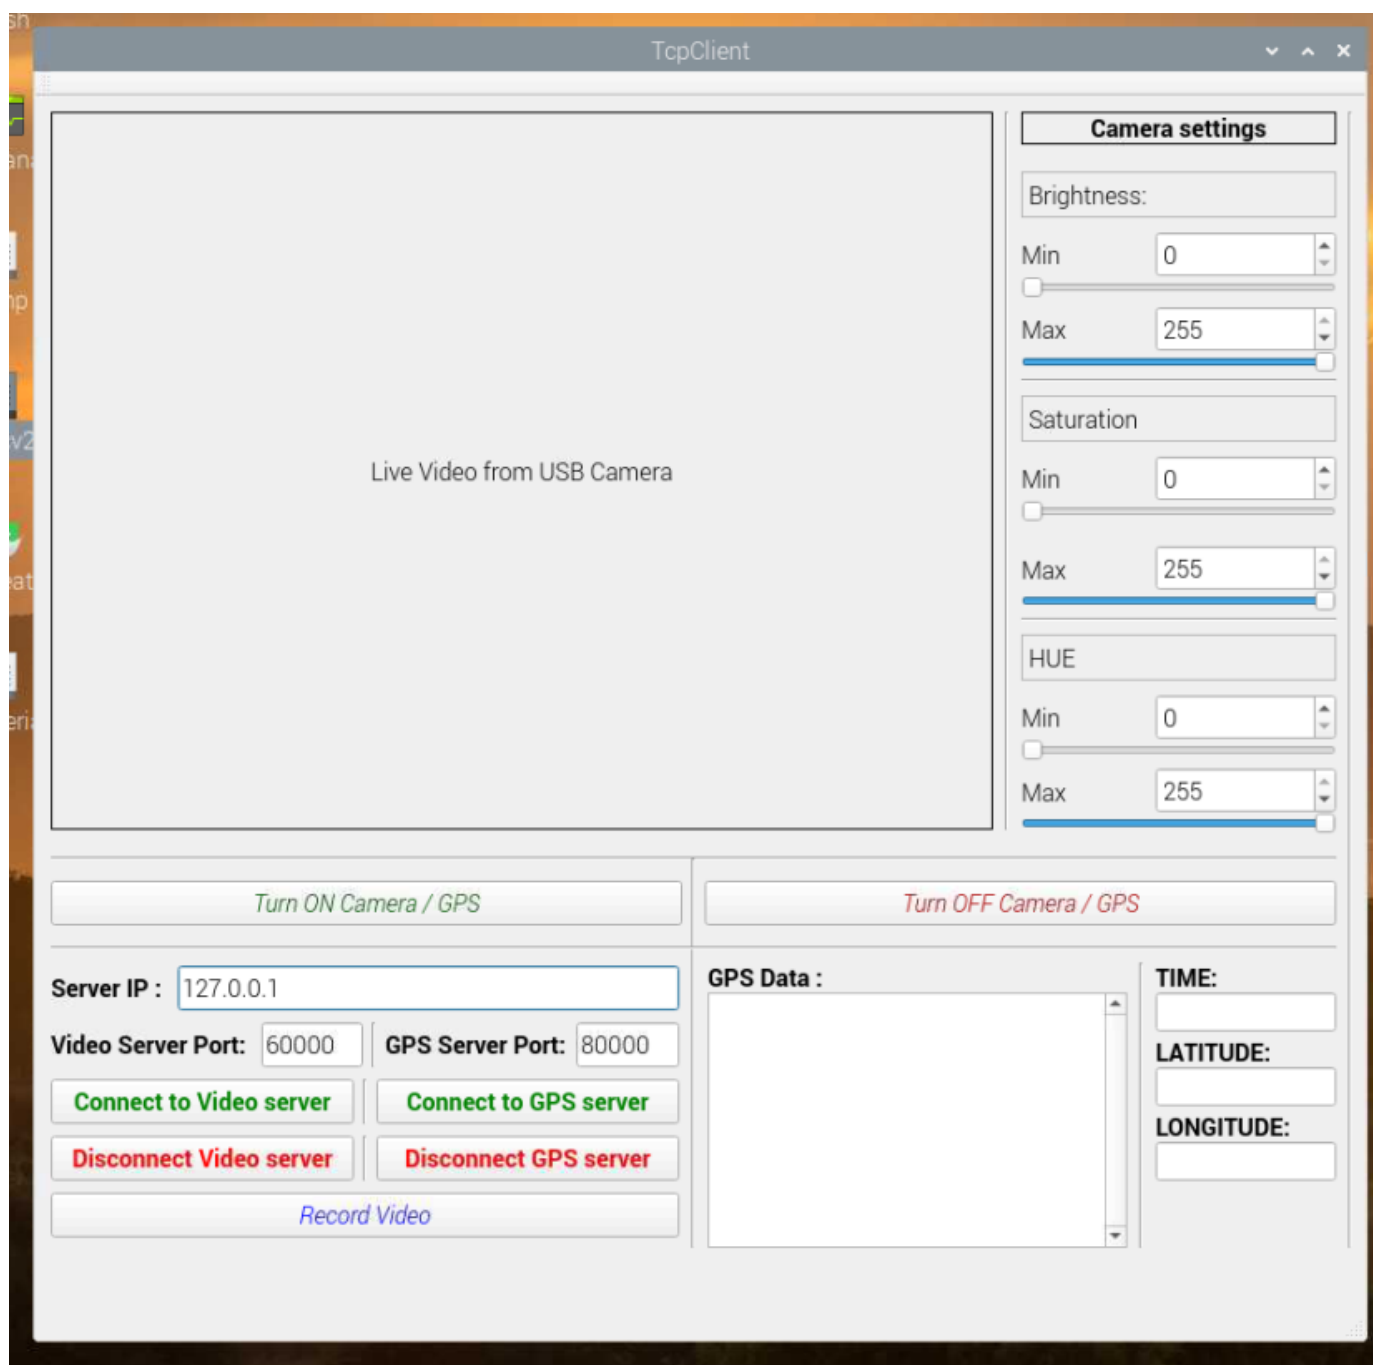 sh
TcpClient
Camera settings
Brightness:
Min 0
Max 255
Saturation
Min 0
Max 255
HUE
Min 0
Max 255
Live Video from USB Camera
Turn ON Camera / GPS
Turn OFF Camera / GPS
Server IP : 127.0.0.1
Video Server Port: 60000 GPS Server Port: 80000
Connect to Video server Connect to GPS server
Disconnect Video server Disconnect GPS server
Record Video
GPS Data :
TIME:
LATITUDE:
LONGITUDE: